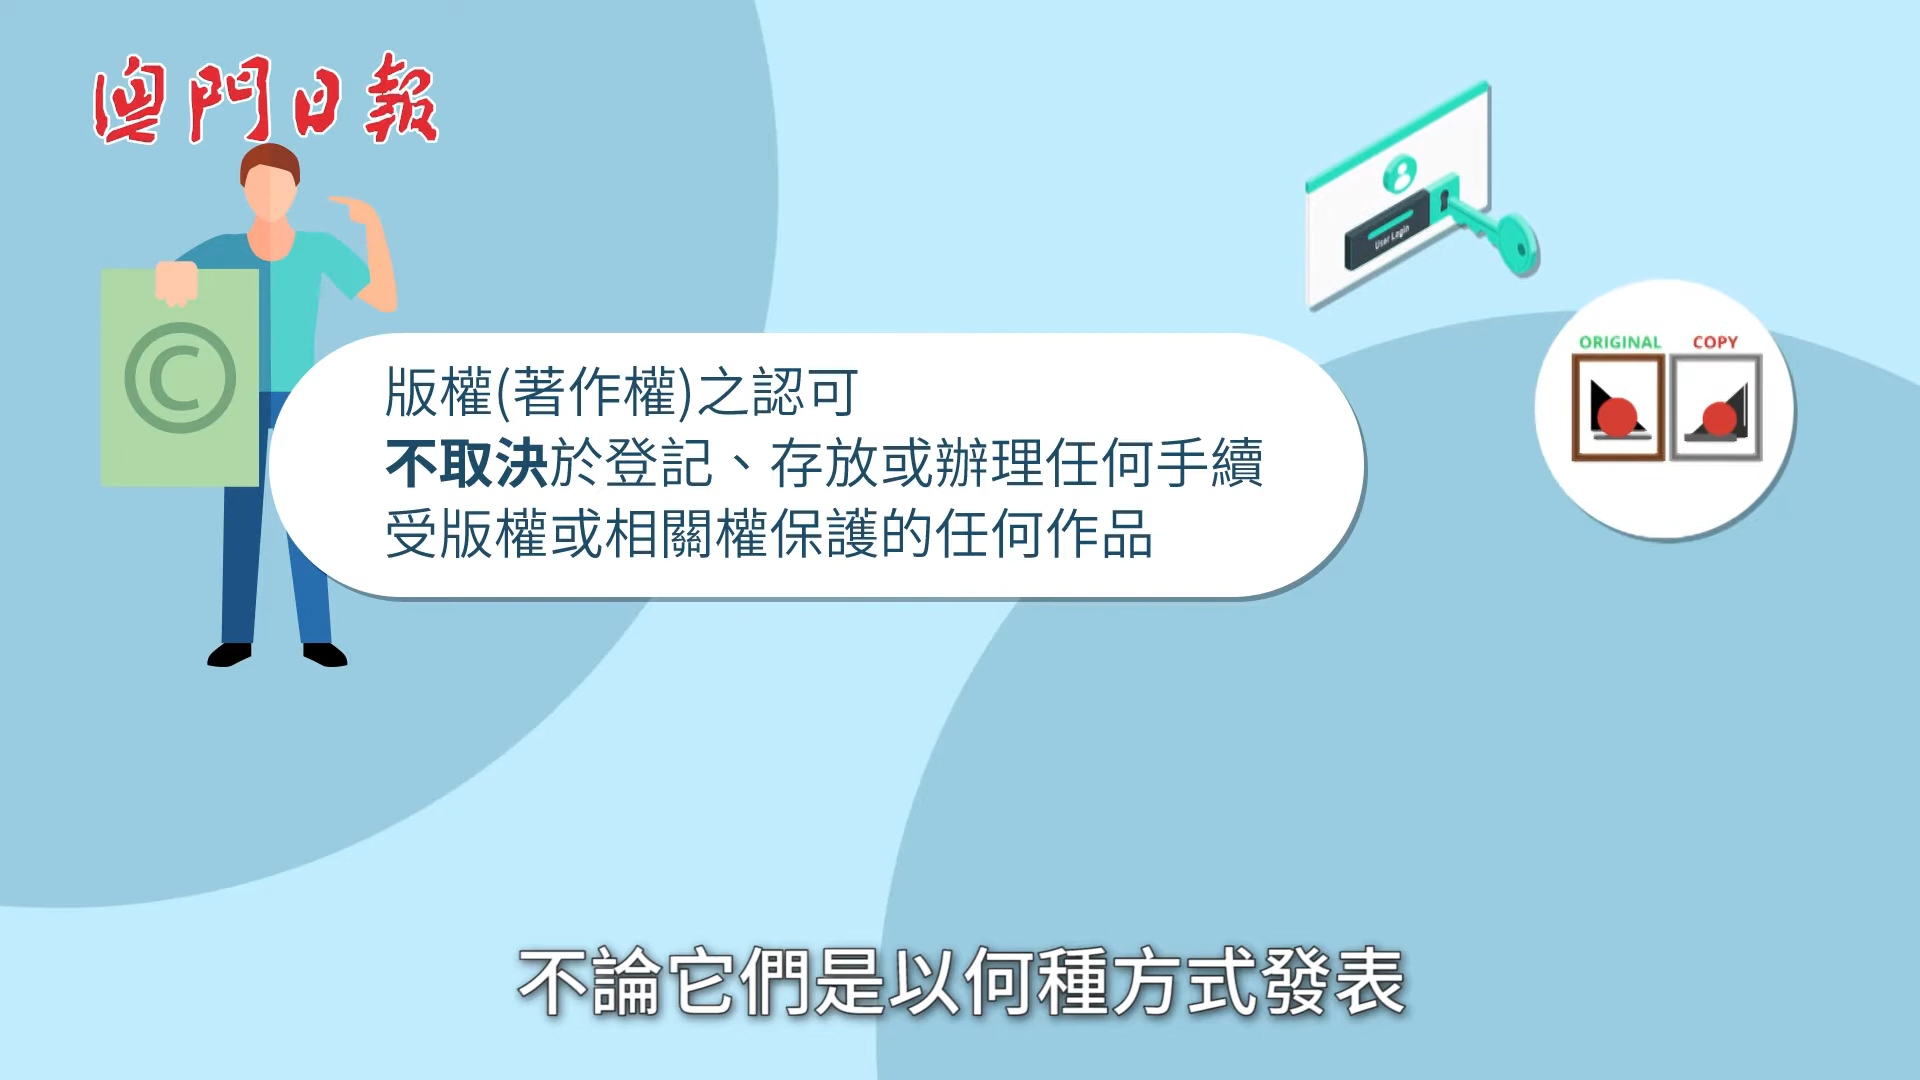 澳門日報
User Login
ORIGINAL COPY
©
版權(著作權)之認可
不取決於登記、存放或辦理任何手續
受版權或相關權保護的任何作品
不論它們是以何種方式發表